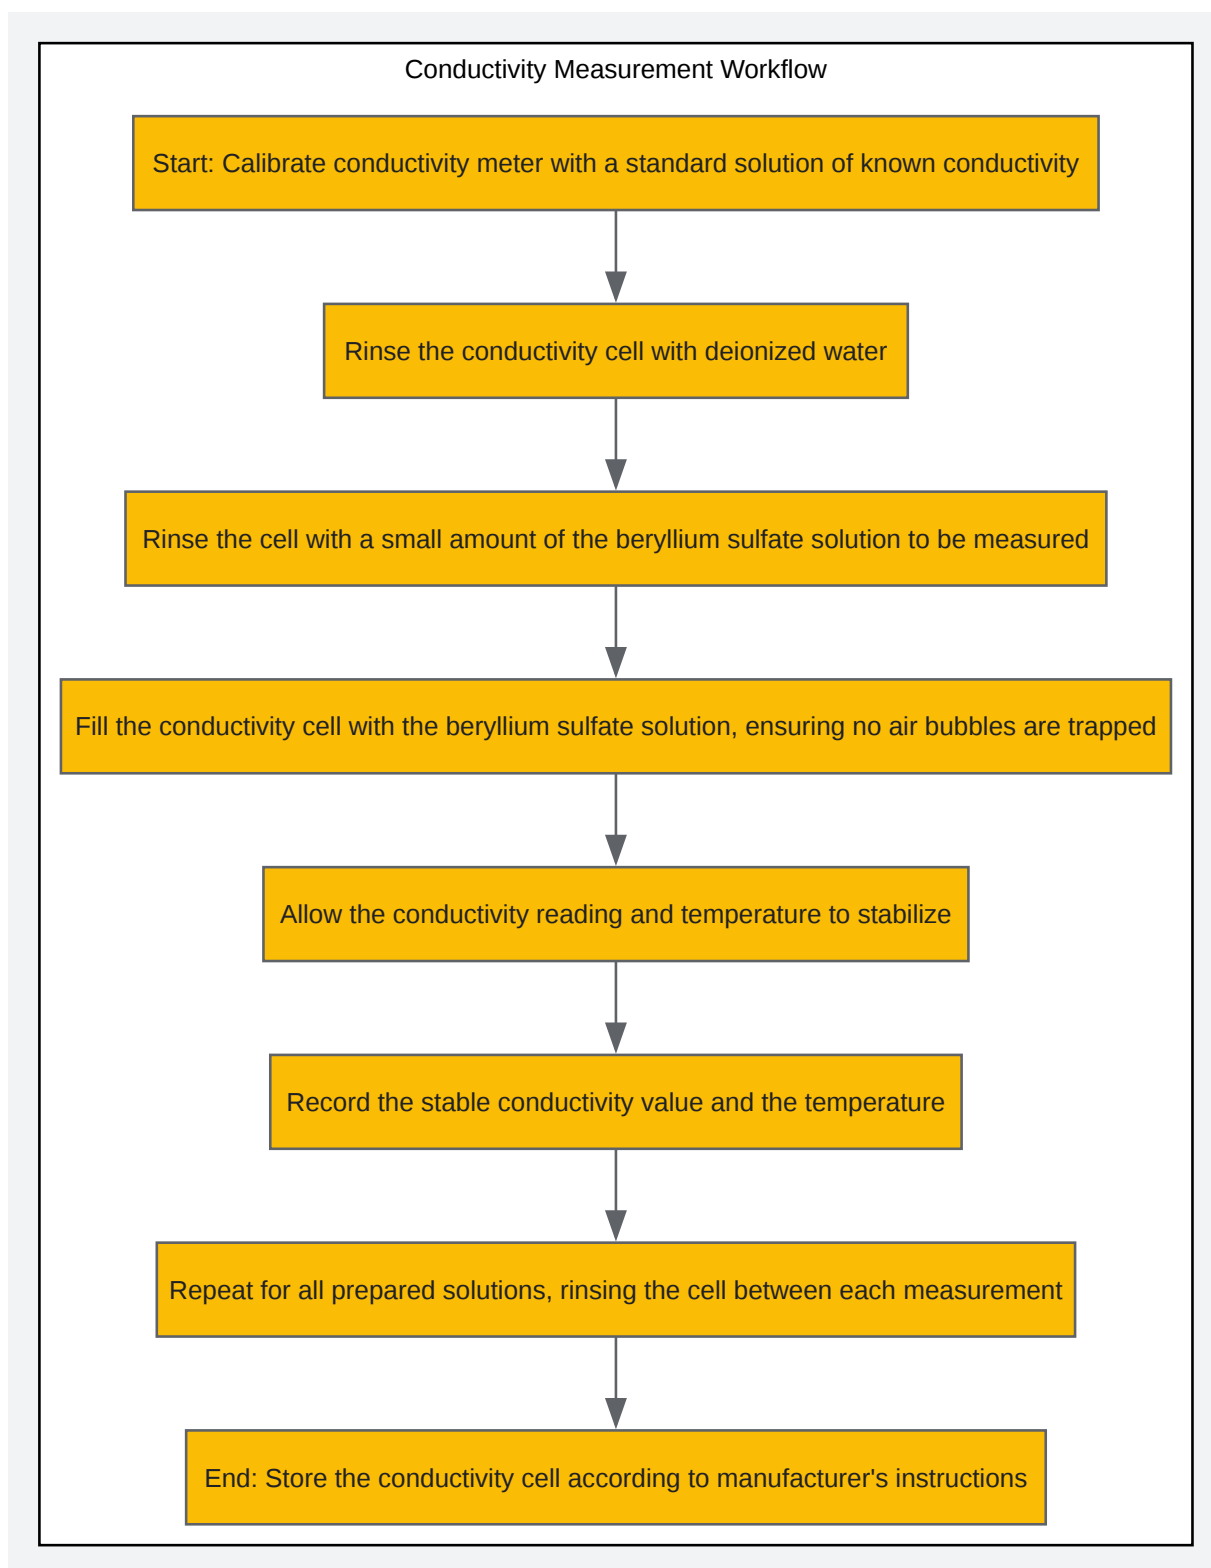 Conductivity Measurement Workflow
Start: Calibrate conductivity meter with a standard solution of known conductivity
Rinse the conductivity cell with deionized water
Rinse the cell with a small amount of the beryllium sulfate solution to be measured
Fill the conductivity cell with the beryllium sulfate solution, ensuring no air bubbles are trapped
Allow the conductivity reading and temperature to stabilize
Record the stable conductivity value and the temperature
Repeat for all prepared solutions, rinsing the cell between each measurement
End: Store the conductivity cell according to manufacturer's instructions